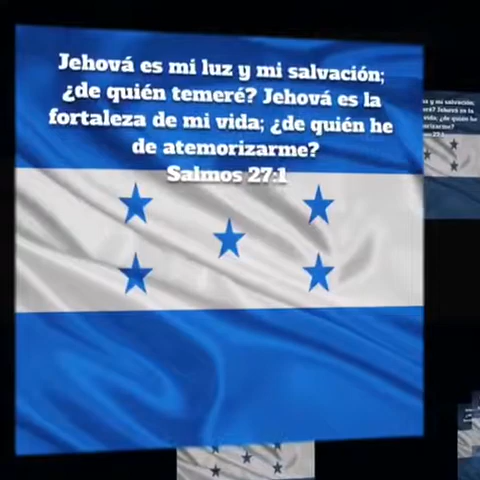 Jehová es mi luz y mi salvación;
¿de quién temeré? Jehová es la
fortaleza de mi vida; ¿de quién he
de atemorizarme?
Salmos 27:1